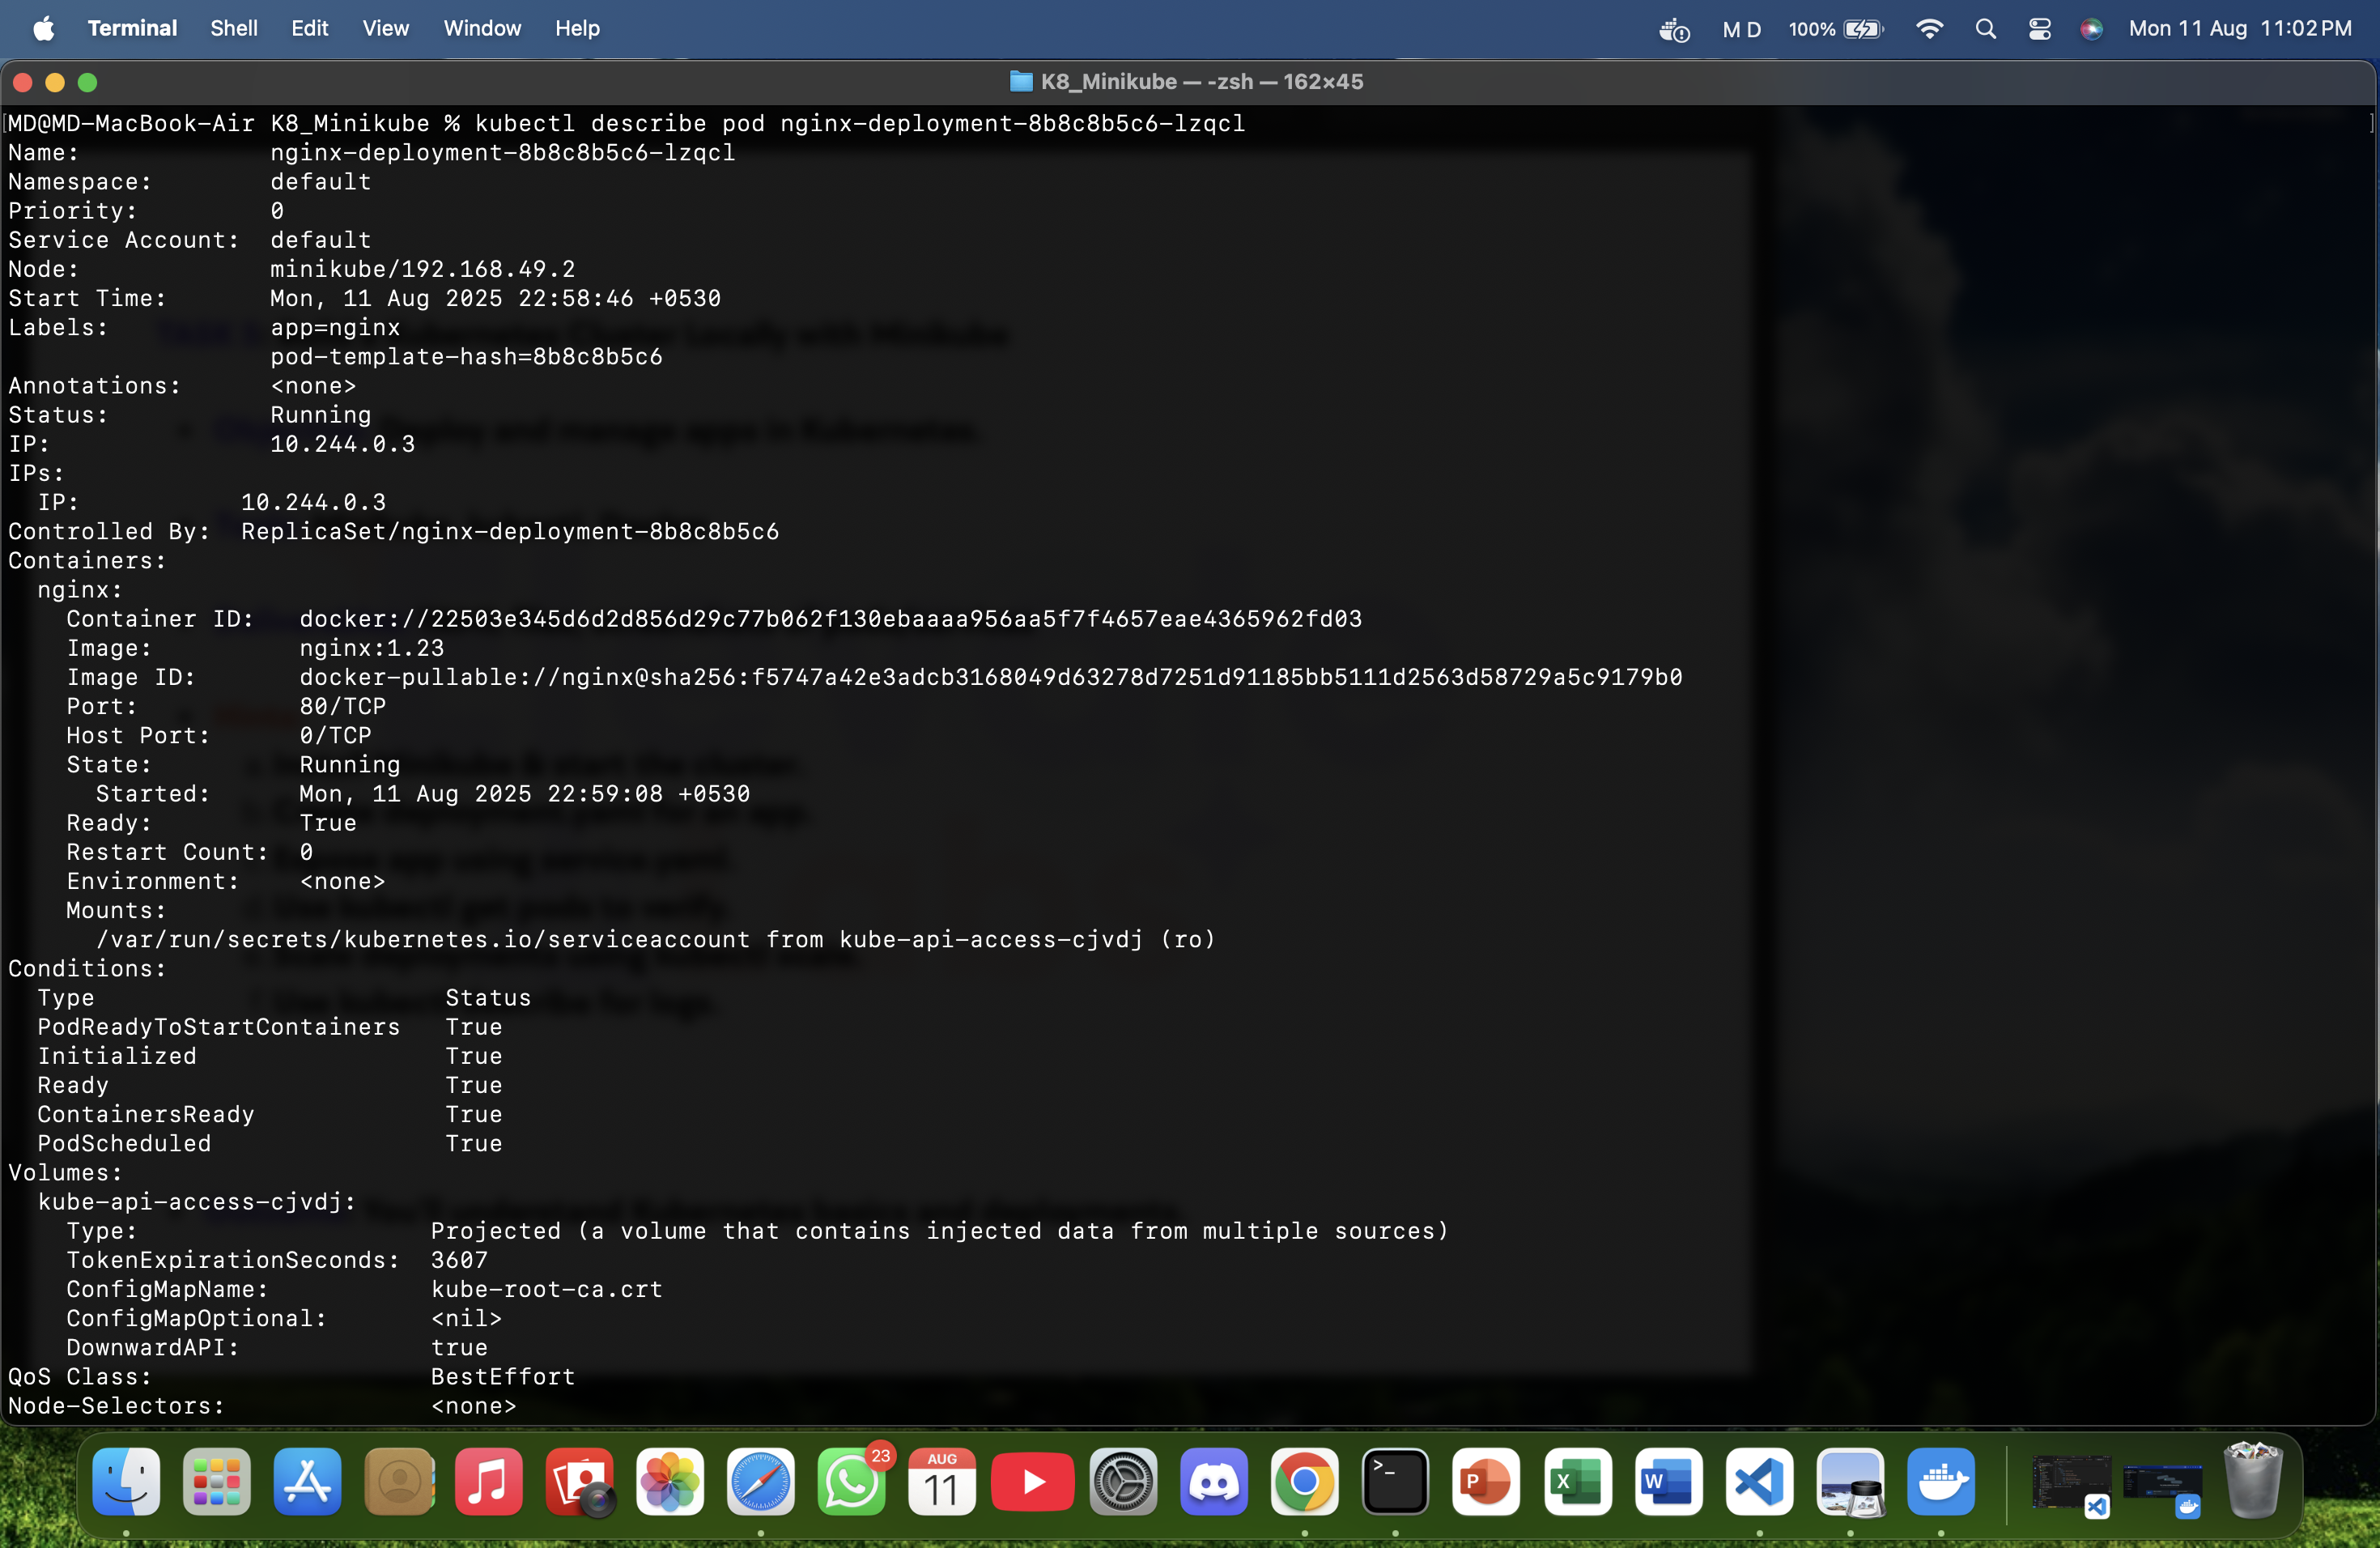 Terminal Shell Edit View Window Help M D 100% Mon 11 Aug 11:02 PM
K8_Minikube — -zsh — 162×45
MD@MD-MacBook-Air K8_Minikube % kubectl describe pod nginx-deployment-8b8c8b5c6-lzqcl
Name: nginx-deployment-8b8c8b5c6-lzqcl
Namespace: default
Priority: 0
Service Account: default
Node: minikube/192.168.49.2
Start Time: Mon, 11 Aug 2025 22:58:46 +0530
Labels: app=nginx
pod-template-hash=8b8c8b5c6
Annotations: <none>
Status: Running
IP: 10.244.0.3
IPs:
IP: 10.244.0.3
Controlled By: ReplicaSet/nginx-deployment-8b8c8b5c6
Containers:
nginx:
Container ID: docker://22503e345d6d2d856d29c77b062f130ebaaaa956aa5f7f4657eae4365962fd03
Image: nginx:1.23
Image ID: docker-pullable://nginx@sha256:f5747a42e3adcb3168049d63278d7251d91185bb5111d2563d58729a5c9179b0
Port: 80/TCP
Host Port: 0/TCP
State: Running
Started: Mon, 11 Aug 2025 22:59:08 +0530
Ready: True
Restart Count: 0
Environment: <none>
Mounts:
/var/run/secrets/kubernetes.io/serviceaccount from kube-api-access-cjvdj (ro)
Conditions:
Type Status
PodReadyToStartContainers True
Initialized True
Ready True
ContainersReady True
PodScheduled True
Volumes:
kube-api-access-cjvdj:
Type: Projected (a volume that contains injected data from multiple sources)
TokenExpirationSeconds: 3607
ConfigMapName: kube-root-ca.crt
ConfigMapOptional: <nil>
DownwardAPI: true
QoS Class: BestEffort
Node-Selectors: <none>
23
AUG
11